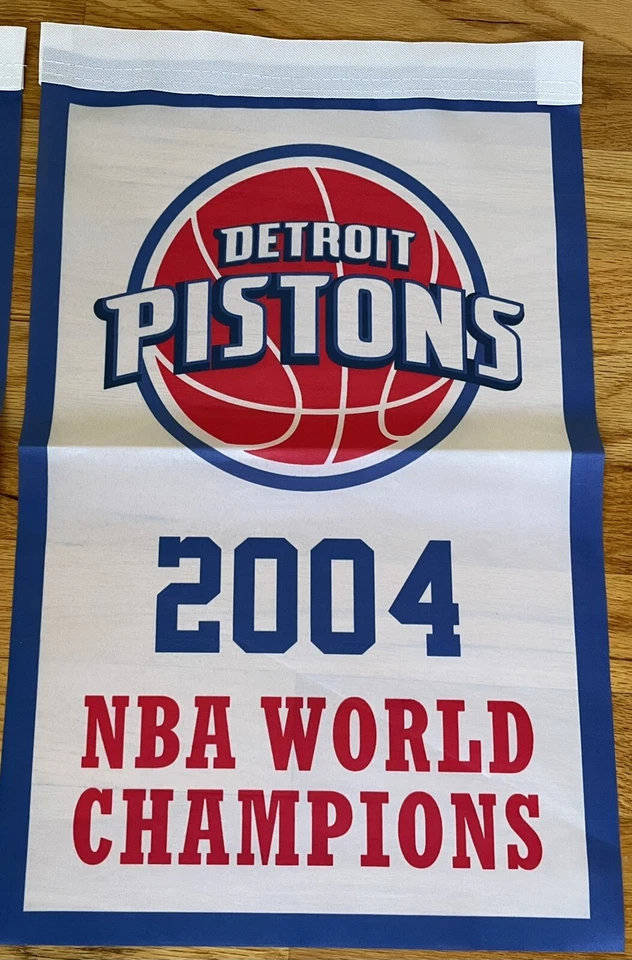 DETROIT
PISTONS
2004
NBA WORLD
CHAMPIONS